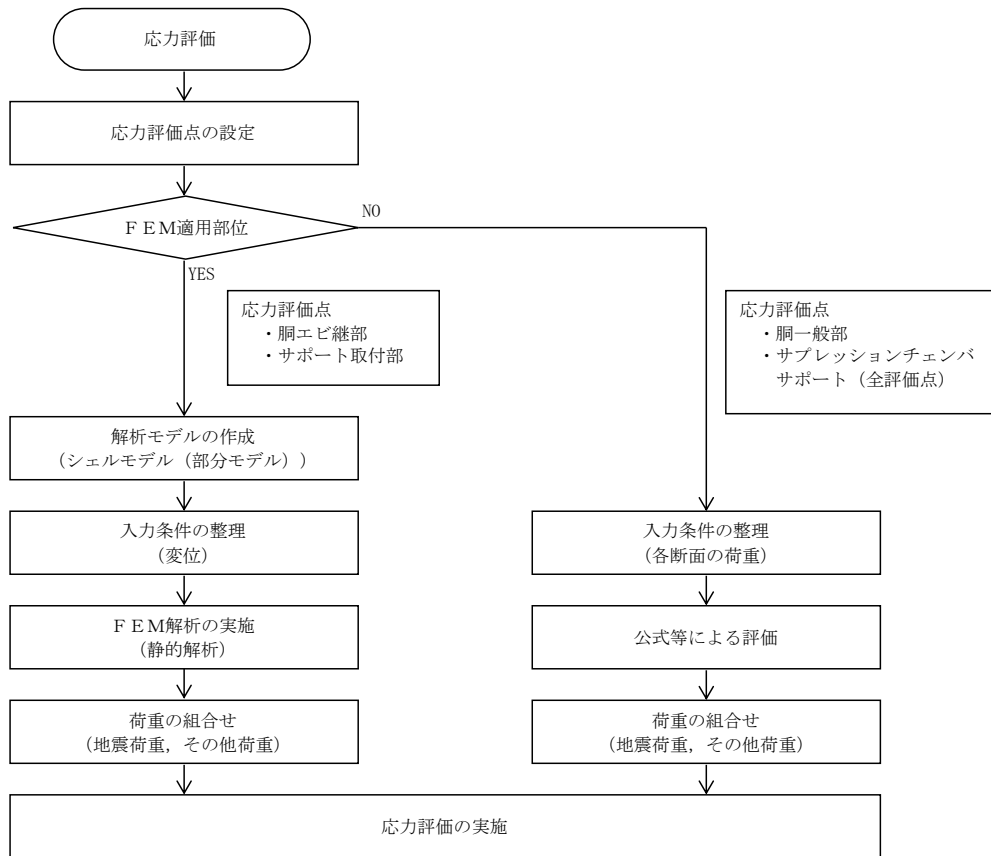 応力評価
応力評価点の設定
ＦＥＭ適用部位
NO
YES
応力評価点
・胴エビ継部
・サポート取付部
応力評価点
・胴一般部
・サプレッションチェンバ
サポート（全評価点）
解析モデルの作成
（シェルモデル（部分モデル））
入力条件の整理
（変位）
入力条件の整理
（各断面の荷重）
ＦＥＭ解析の実施
（静的解析）
公式等による評価
荷重の組合せ
（地震荷重，その他荷重）
荷重の組合せ
（地震荷重，その他荷重）
応力評価の実施